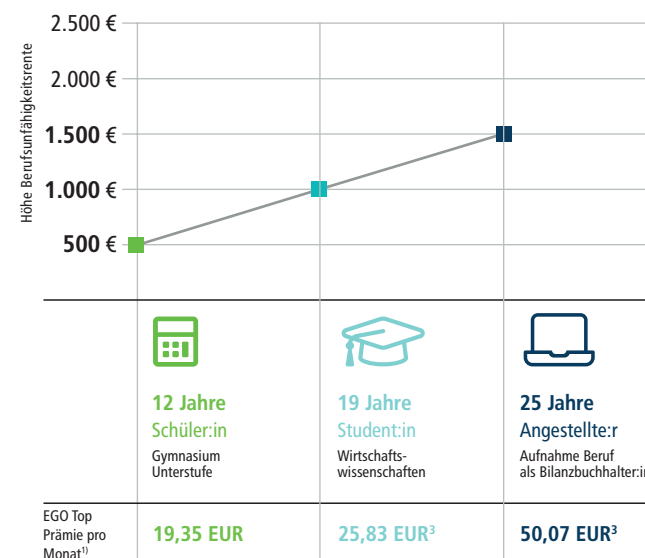 Höhe Berufsunfähigkeitsrente
2.500 €
2.000 €
1.500 €
1.000 €
500 €
12 Jahre
Schüler:in
Gymnasium
Unterstufe
19 Jahre
Student:in
Wirtschafts-
wissenschaften
25 Jahre
Angestellte:r
Aufnahme Beruf
als Bilanzbuchhalter:in
EGO Top
Prämie pro
Monat¹⁾
19,35 EUR
25,83 EUR³
50,07 EUR³